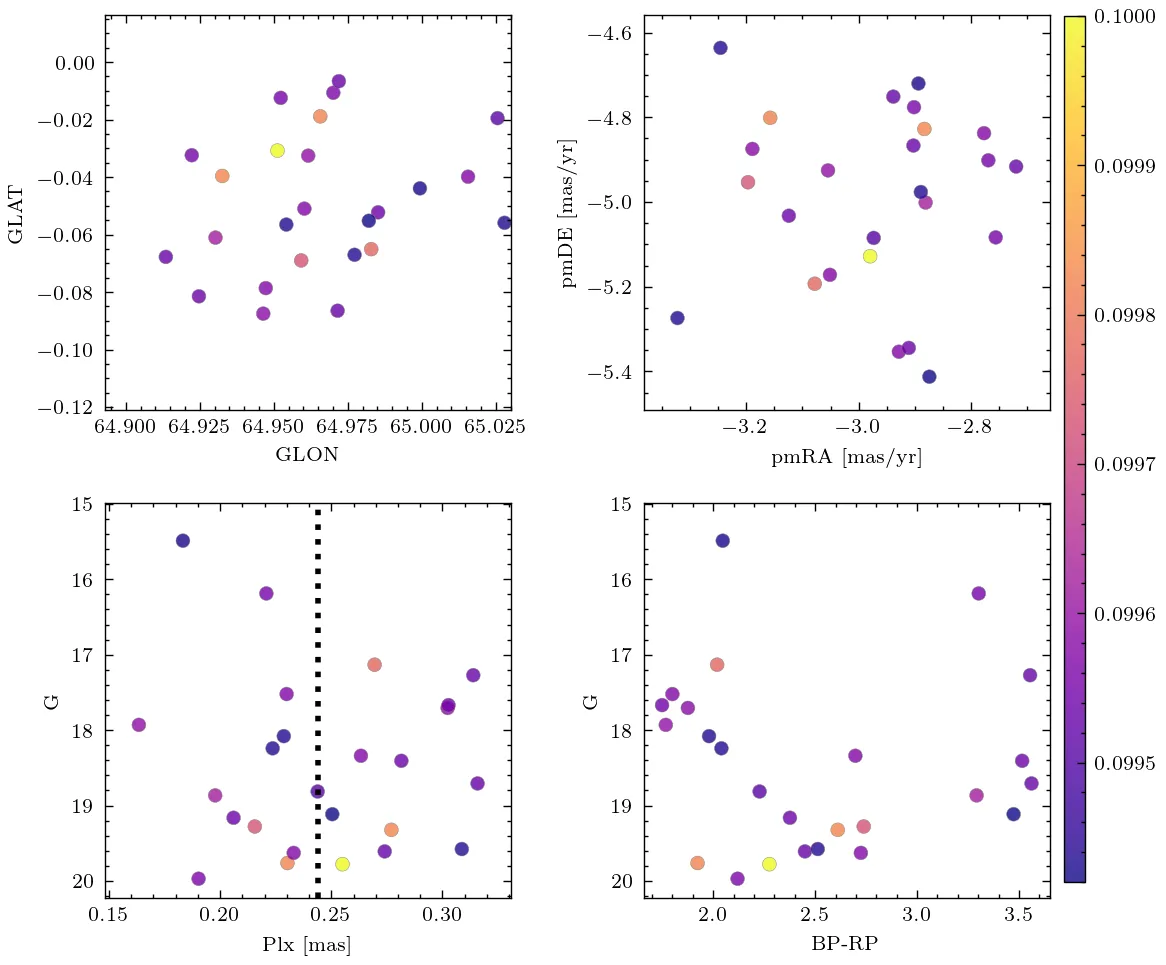 0.00
−0.02
−0.04
−0.06
−0.08
−0.10
−0.12
GLAT
64.900 64.925 64.950 64.975 65.000 65.025
GLON
−4.6
−4.8
−5.0
−5.2
−5.4
pmDE [mas/yr]
−3.2 −3.0 −2.8
pmRA [mas/yr]
15
16
17
18
19
20
G
0.15 0.20 0.25 0.30
Plx [mas]
15
16
17
18
19
20
G
2.0 2.5 3.0 3.5
BP-RP
0.1000
0.0999
0.0998
0.0997
0.0996
0.0995